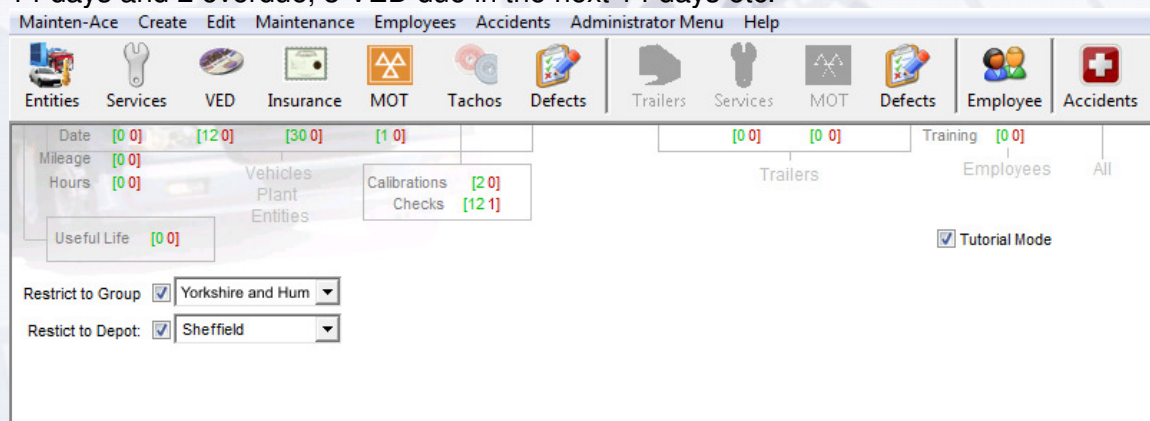 Mainten-Ace Create Edit Maintenance Employees Accidents Administrator Menu Help
Entities Services VED Insurance MOT Tachos Defects Trailers Services MOT Defects Employee Accidents
Date [0 0] [12 0] [30 0] [1 0] [0 0] [0 0] Training [0 0]
Mileage [0 0]
Hours [0 0]
Vehicles
Plant
Entities
Calibrations [2 0]
Checks [12 1]
Trailers
Employees
All
Useful Life [0 0]
Tutorial Mode
Restrict to Group Yorkshire and Hum
Restict to Depot: Sheffield